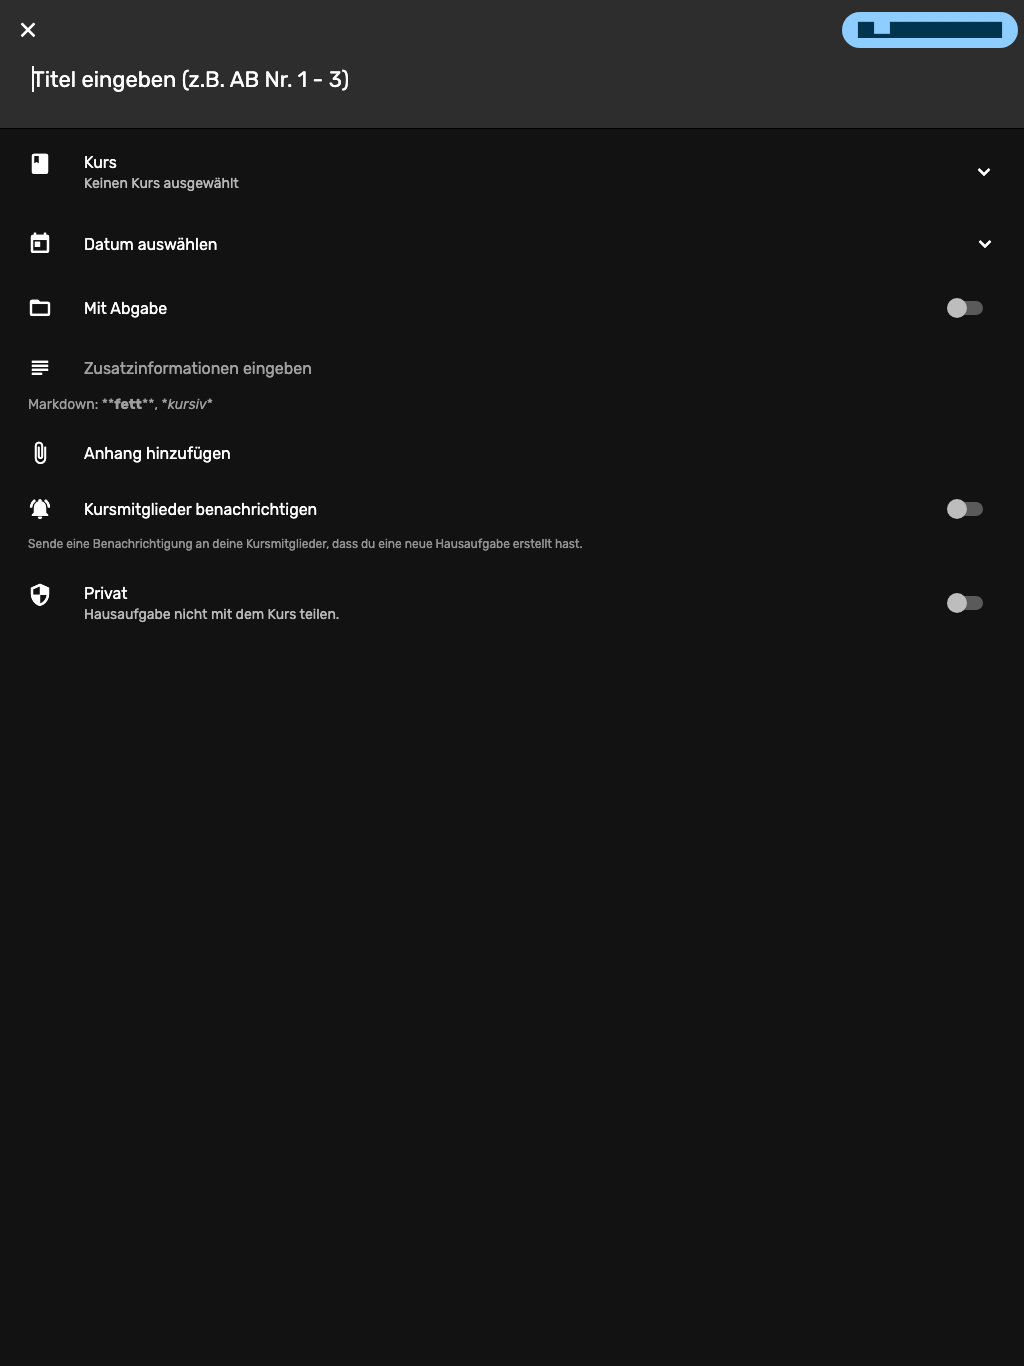 Titel eingeben (z.B. AB Nr. 1 - 3)
Kurs
Keinen Kurs ausgewählt
Datum auswählen
Mit Abgabe
Zusatzinformationen eingeben
Markdown: **fett**, *kursiv*
Anhang hinzufügen
Kursmitglieder benachrichtigen
Sende eine Benachrichtigung an deine Kursmitglieder, dass du eine neue Hausaufgabe erstellt hast.
Privat
Hausaufgabe nicht mit dem Kurs teilen.